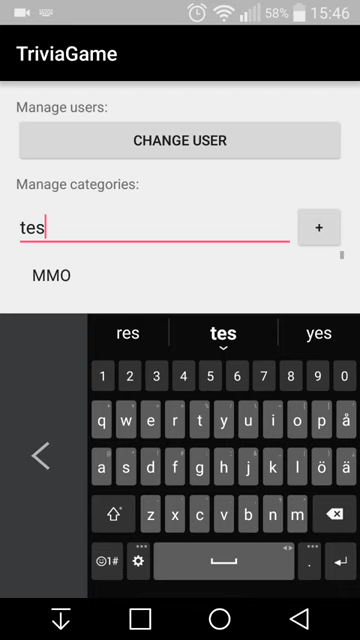 58% 15:46
TriviaGame
Manage users:
CHANGE USER
Manage categories:
tes +
MMO
res tes yes
1 2 3 4 5 6 7 8 9 0
q w e r t y u i o p å
a s d f g h j k l ö ä
z x c v b n m
1# .